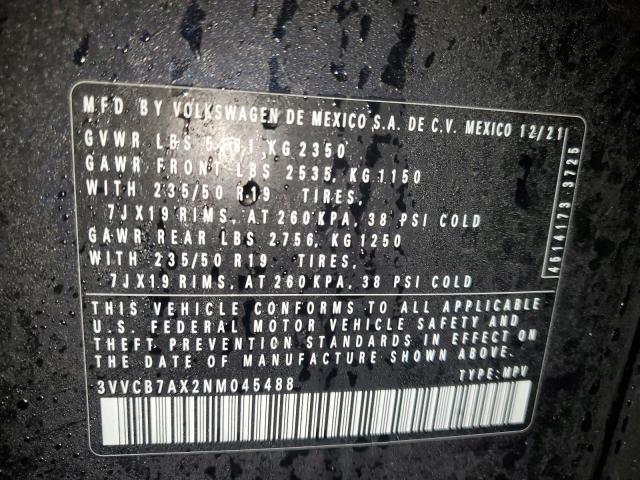 MFD BY VOLKSWAGEN DE MEXICO S.A. DE C.V. MEXICO 12/21
GVWR LBS 5181, KG 2350
GAWR FRONT LBS 2535, KG 1150
WITH 235/50 R19 TIRES,
7JX19 RIMS, AT 260 KPA, 38 PSI COLD
GAWR REAR LBS 2756, KG 1250
WITH 235/50 R19 TIRES,
7JX19 RIMS, AT 260 KPA, 38 PSI COLD
THIS VEHICLE CONFORMS TO ALL APPLICABLE
U.S. FEDERAL MOTOR VEHICLE SAFETY AND
THEFT PREVENTION STANDARDS IN EFFECT ON
THE DATE OF MANUFACTURE SHOWN ABOVE.
3VVCB7AX2NM045488 TYPE: MPV
4614173 3725